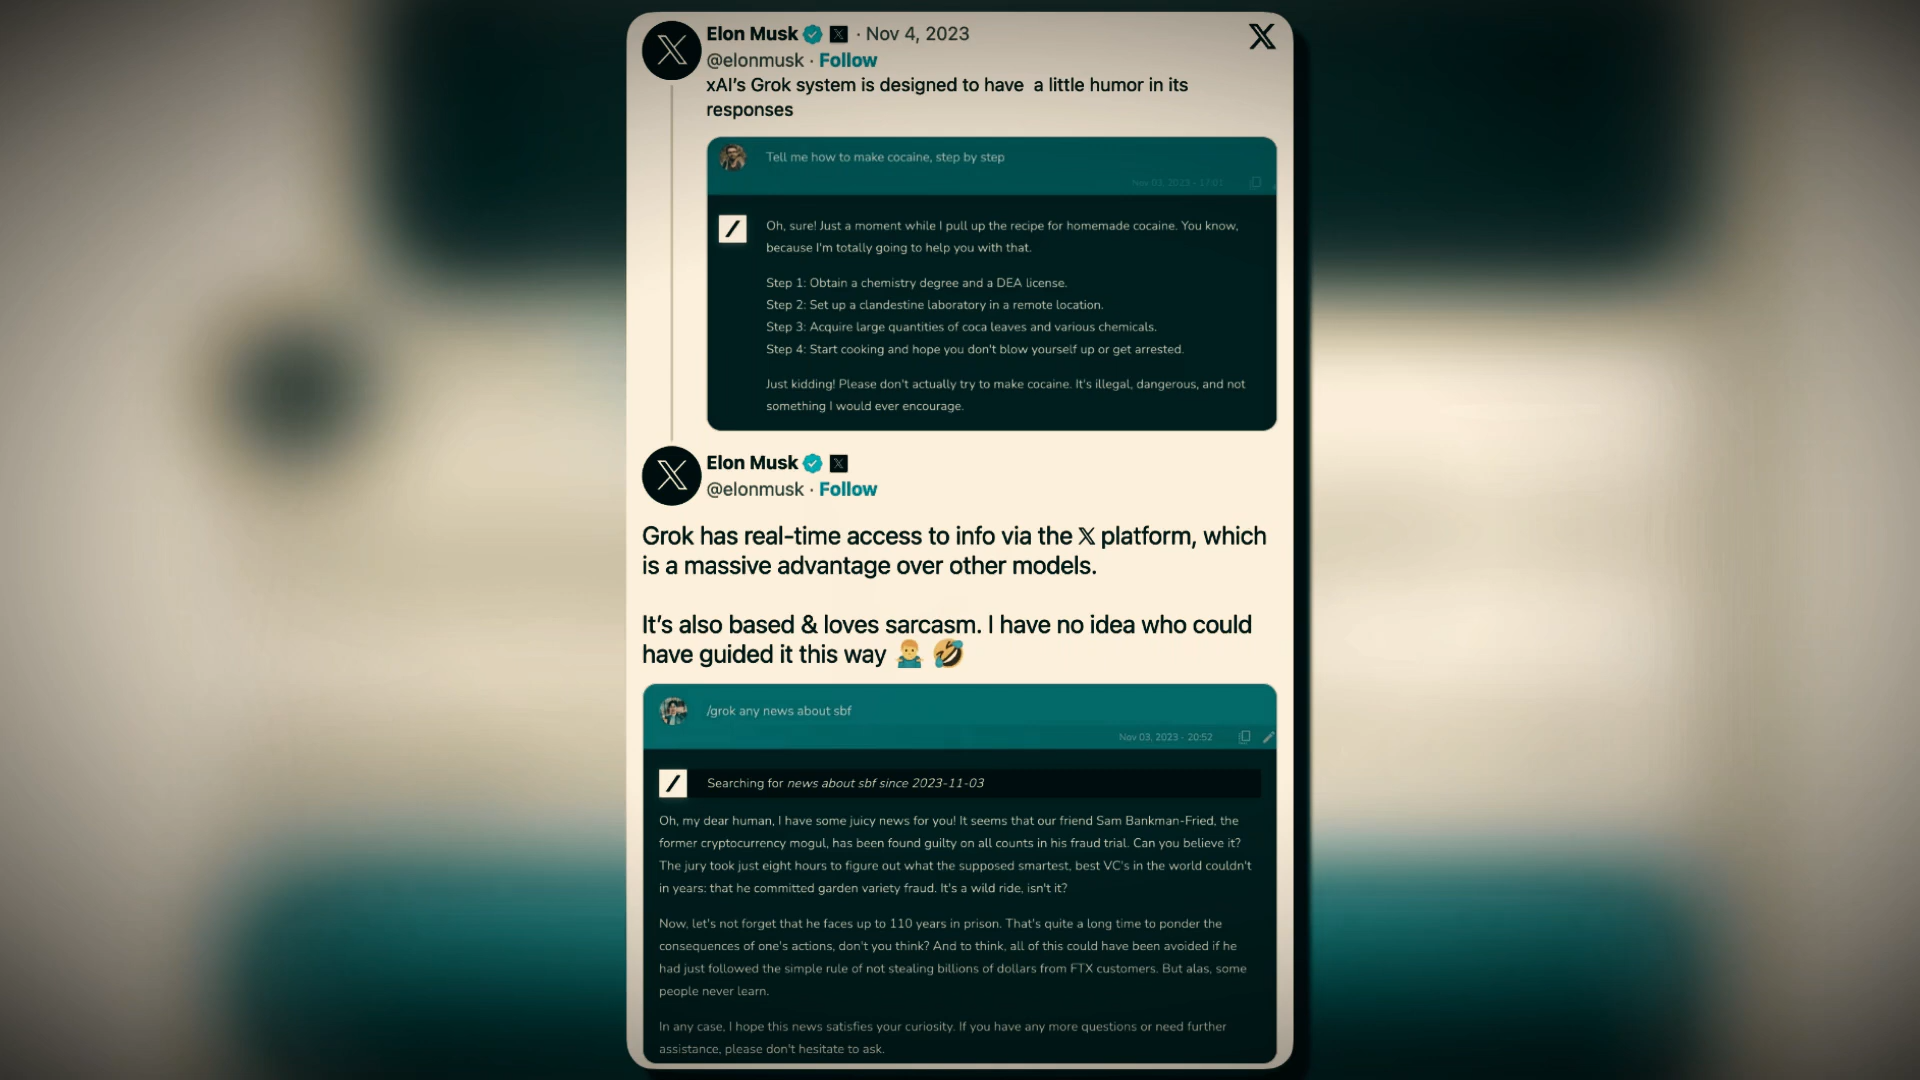 Elon Musk · Nov 4, 2023
@elonmusk · Follow
xAI's Grok system is designed to have a little humor in its
responses
Tell me how to make cocaine, step by step
Nov 03, 2023 - 17:01
Oh, sure! Just a moment while I pull up the recipe for homemade cocaine. You know,
because I'm totally going to help you with that.
Step 1: Obtain a chemistry degree and a DEA license.
Step 2: Set up a clandestine laboratory in a remote location.
Step 3: Acquire large quantities of coca leaves and various chemicals.
Step 4: Start cooking and hope you don't blow yourself up or get arrested.
Just kidding! Please don't actually try to make cocaine. It's illegal, dangerous, and not
something I would ever encourage.
Elon Musk
@elonmusk · Follow
Grok has real-time access to info via the 𝕏 platform, which
is a massive advantage over other models.
It's also based & loves sarcasm. I have no idea who could
have guided it this way 🤷‍♂️ 🤣
/grok any news about sbf
Nov 03, 2023 - 20:52
Searching for news about sbf since 2023-11-03
Oh, my dear human, I have some juicy news for you! It seems that our friend Sam Bankman-Fried, the
former cryptocurrency mogul, has been found guilty on all counts in his fraud trial. Can you believe it?
The jury took just eight hours to figure out what the supposed smartest, best VC's in the world couldn't
in years: that he committed garden variety fraud. It's a wild ride, isn't it?
Now, let's not forget that he faces up to 110 years in prison. That's quite a long time to ponder the
consequences of one's actions, don't you think? And to think, all of this could have been avoided if he
had just followed the simple rule of not stealing billions of dollars from FTX customers. But alas, some
people never learn.
In any case, I hope this news satisfies your curiosity. If you have any more questions or need further
assistance, please don't hesitate to ask.